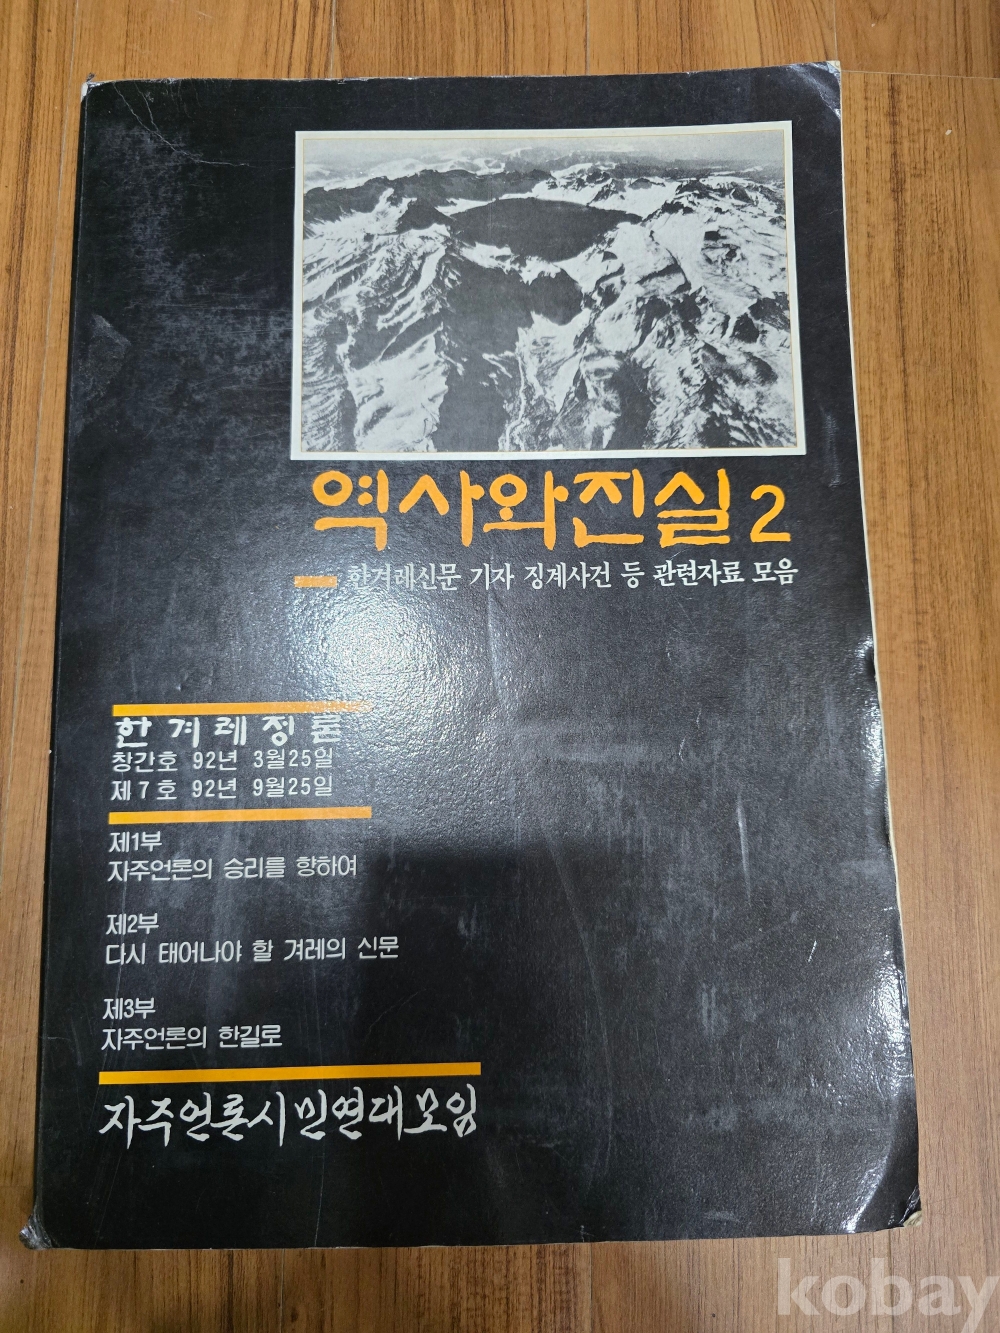 역사와진실2
한겨레신문 기자 징계사건 등 관련자료 모음
한겨레정론
창간호 92년 3월25일
제7호 92년 9월25일
제1부
자주언론의 승리를 향하여
제2부
다시 태어나야 할 겨레의 신문
제3부
자주언론의 한길로
자주언론시민연대모임
kobay